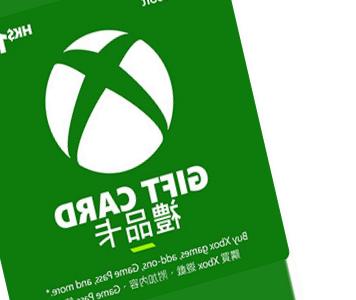 HK$1
GIFT CARD
禮品卡
Buy Xbox games, add-ons, Game Pass, and more.*
購買 Xbox 遊戲、附加內容、Game Pass